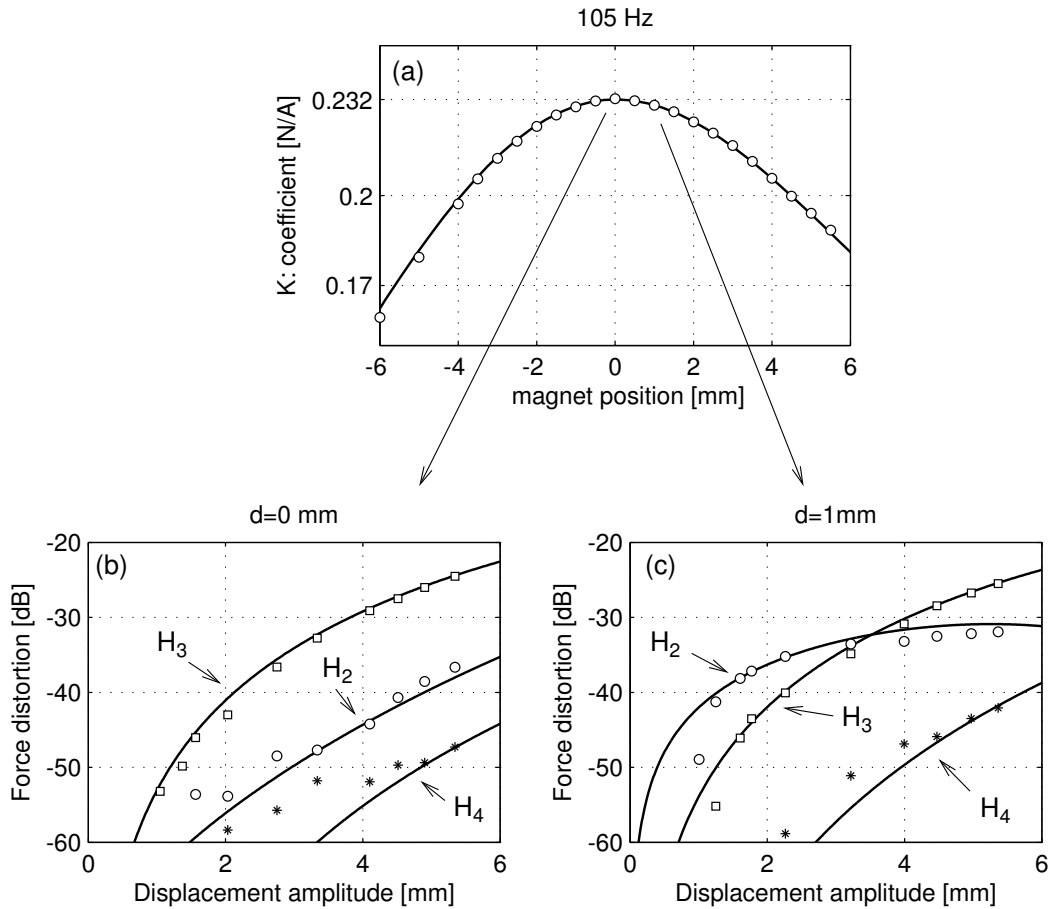 105 Hz
(a)
K: coefficient [N/A]
0.232
0.2
0.17
-6 -4 -2 0 2 4 6
magnet position [mm]
d=0 mm
(b)
Force distortion [dB]
-20
-30
-40
-50
-60
H3
H2
H4
0 2 4 6
Displacement amplitude [mm]
d=1mm
(c)
Force distortion [dB]
-20
-30
-40
-50
-60
H2
H3
H4
0 2 4 6
Displacement amplitude [mm]